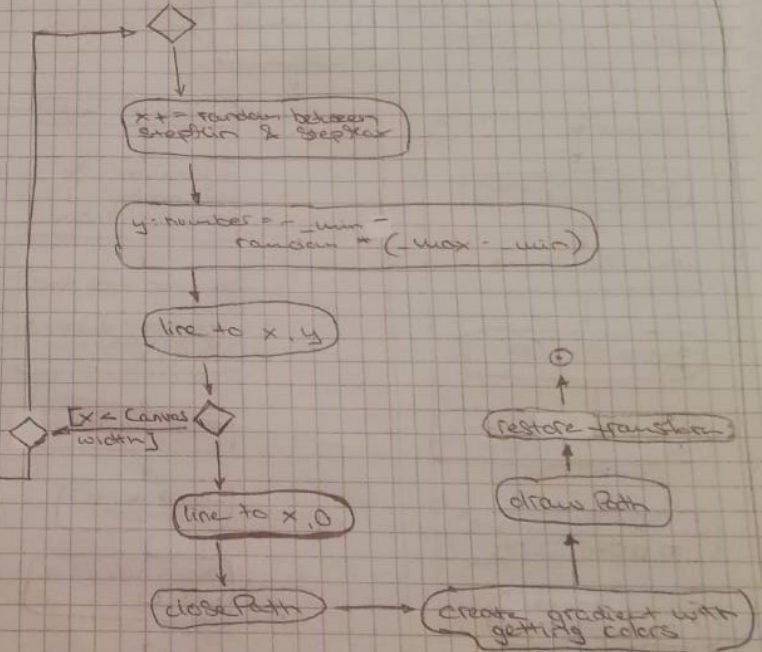 x += random between
stepMin & stepMax
y: number = - _min -
random * (_max - _min)
line to x, y
[x < Canvas
width]
line to x, 0
closePath
create gradient with
getting colors
draw Path
restore transform